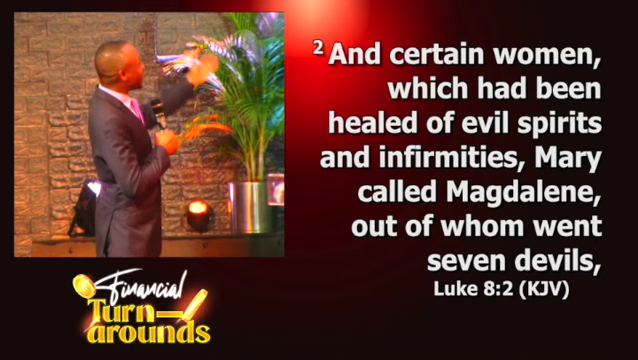 2 And certain women,
which had been
healed of evil spirits
and infirmities, Mary
called Magdalene,
out of whom went
seven devils,
Luke 8:2 (KJV)
Financial
Turn-
arounds